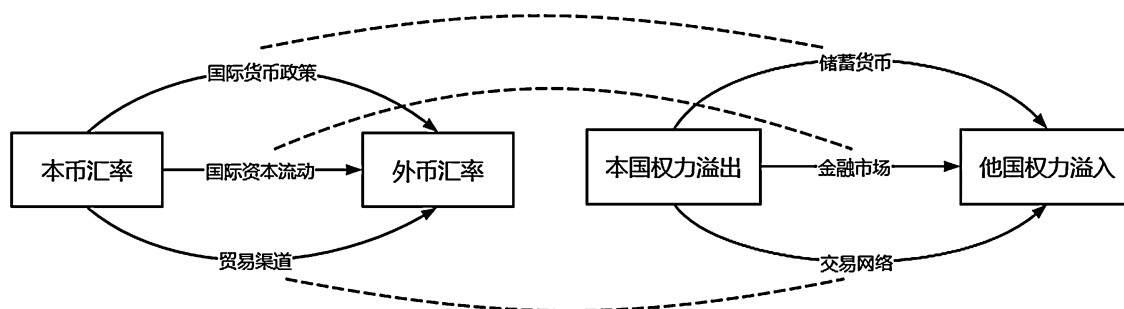 国际货币政策
本币汇率
国际资本流动
外币汇率
贸易渠道
储蓄货币
本国权力溢出
金融市场
他国权力溢入
交易网络